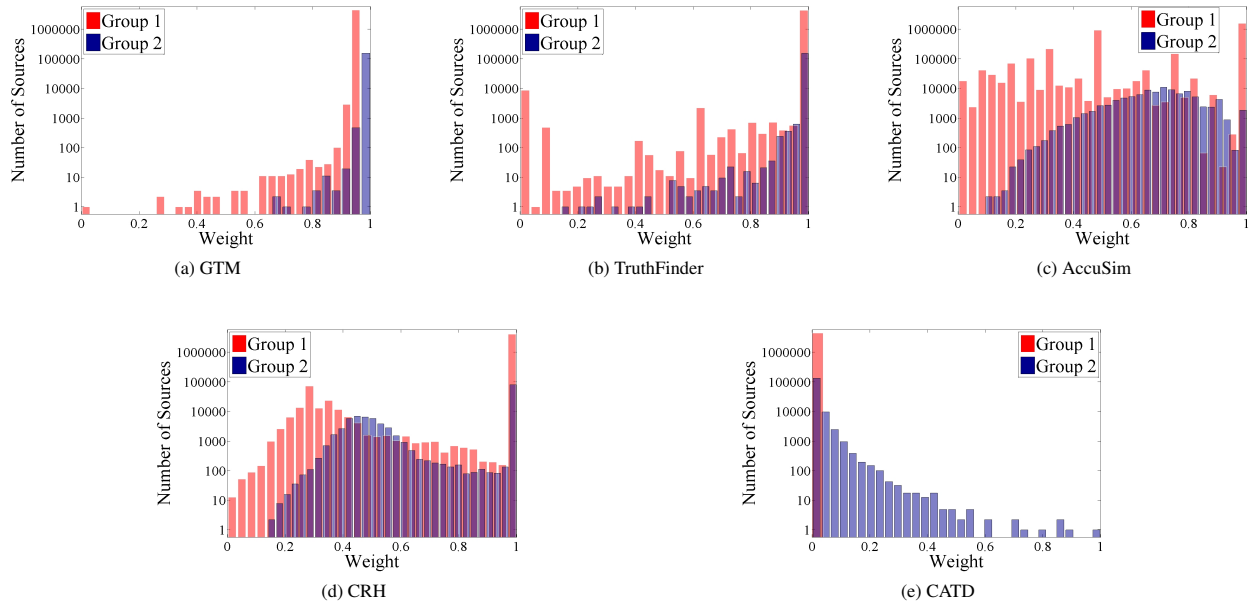 Number of Sources
1000000
100000
10000
1000
100
10
1
Group 1
Group 2
0 0.2 0.4 0.6 0.8 1
Weight
(a) GTM
Number of Sources
1000000
100000
10000
1000
100
10
1
Group 1
Group 2
0 0.2 0.4 0.6 0.8 1
Weight
(b) TruthFinder
Number of Sources
1000000
100000
10000
1000
100
10
1
Group 1
Group 2
0 0.2 0.4 0.6 0.8 1
Weight
(c) AccuSim
Number of Sources
1000000
100000
10000
1000
100
10
1
Group 1
Group 2
0 0.2 0.4 0.6 0.8 1
Weight
(d) CRH
Number of Sources
1000000
100000
10000
1000
100
10
1
Group 1
Group 2
0 0.2 0.4 0.6 0.8 1
Weight
(e) CATD